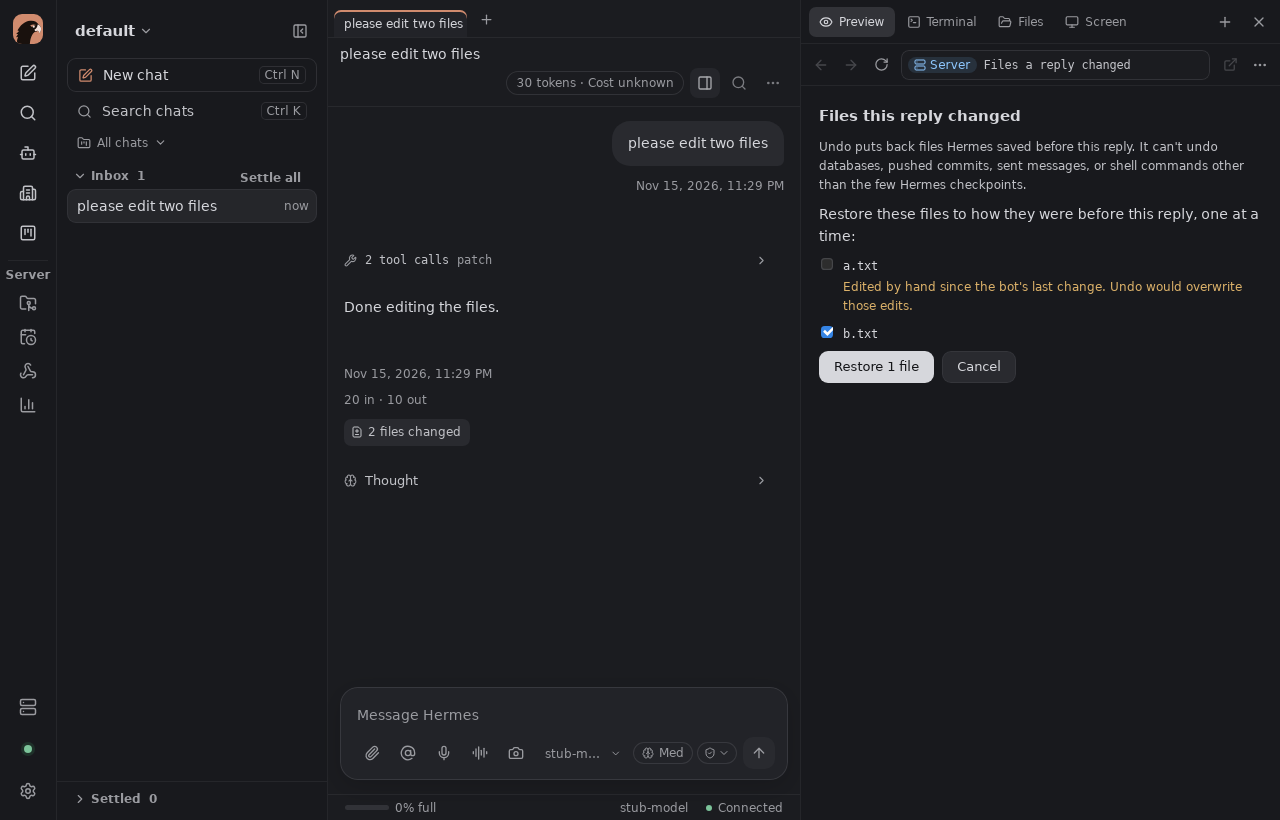 default
New chat
Ctrl N
Search chats
Ctrl K
All chats
Inbox 1
Settle all
please edit two files
now
Server
Settled 0
please edit two files
please edit two files
30 tokens · Cost unknown
please edit two files
Nov 15, 2026, 11:29 PM
2 tool calls patch
Done editing the files.
Nov 15, 2026, 11:29 PM
20 in · 10 out
2 files changed
Thought
Message Hermes
stub-m...
Med
0% full
stub-model
Connected
Preview
Terminal
Files
Screen
Server
Files a reply changed
Files this reply changed
Undo puts back files Hermes saved before this reply. It can't undo
databases, pushed commits, sent messages, or shell commands other
than the few Hermes checkpoints.
Restore these files to how they were before this reply, one at a
time:
a.txt
Edited by hand since the bot's last change. Undo would overwrite
those edits.
b.txt
Restore 1 file
Cancel